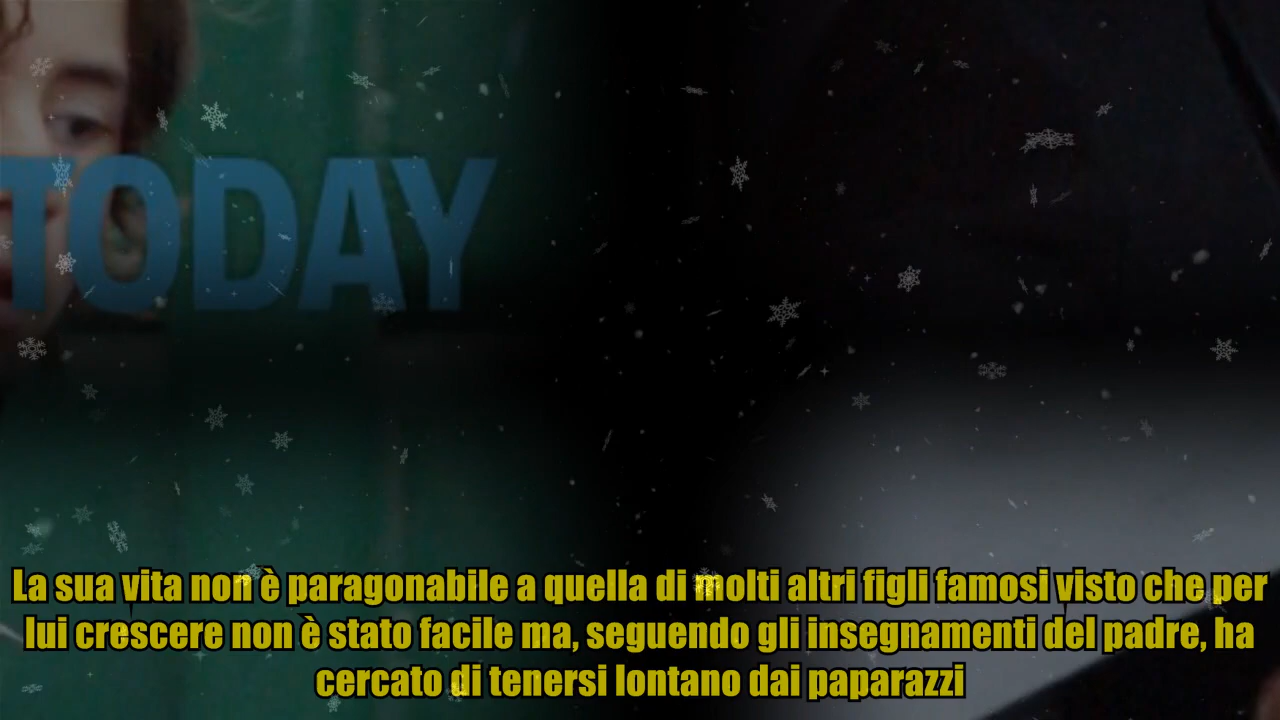 TODAY
La sua vita non è paragonabile a quella di molti altri figli famosi visto che per
lui crescere non è stato facile ma, seguendo gli insegnamenti del padre, ha
cercato di tenersi lontano dai paparazzi